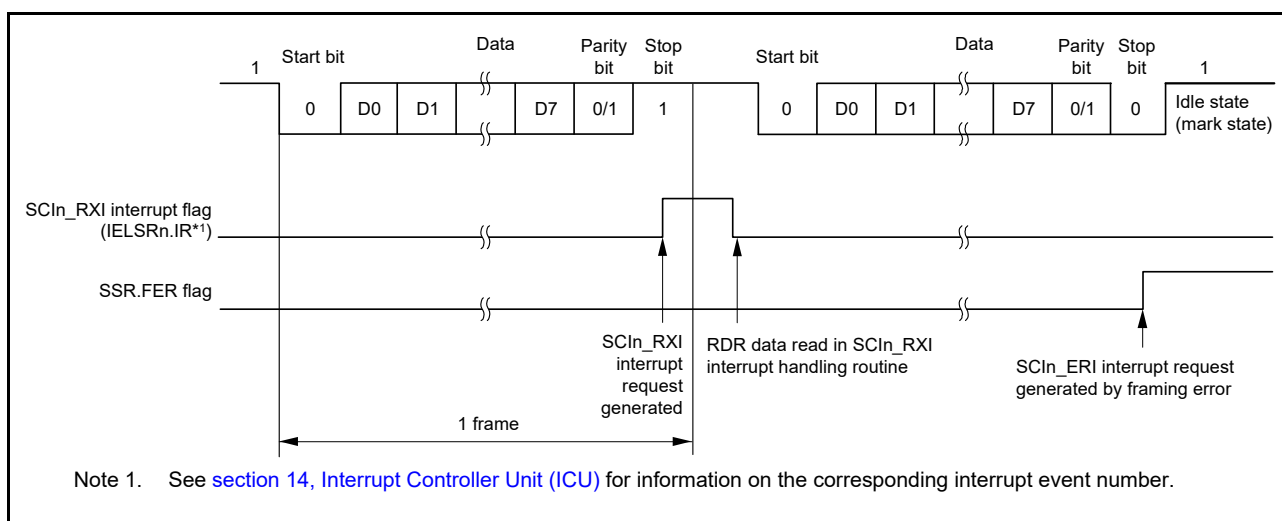 Data Data
Start bit Parity bit Stop bit Start bit Parity bit Stop bit
1 1
0 D0 D1 D7 0/1 1 0 D0 D1 D7 0/1 0 Idle state
(mark state)
SCIn_RXI interrupt flag
(IELSRn.IR*1)
SSR.FER flag
SCIn_RXI
interrupt
request
generated
RDR data read in SCIn_RXI
interrupt handling routine
SCIn_ERI interrupt request
generated by framing error
1 frame
Note 1. See section 14, Interrupt Controller Unit (ICU) for information on the corresponding interrupt event number.